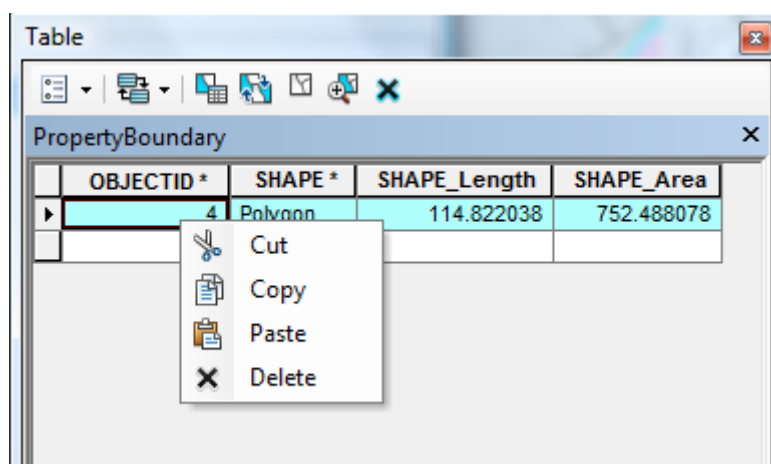 Table
PropertyBoundary
OBJECTID * SHAPE * SHAPE_Length SHAPE_Area
4 Polygon 114.822038 752.488078
Cut
Copy
Paste
Delete